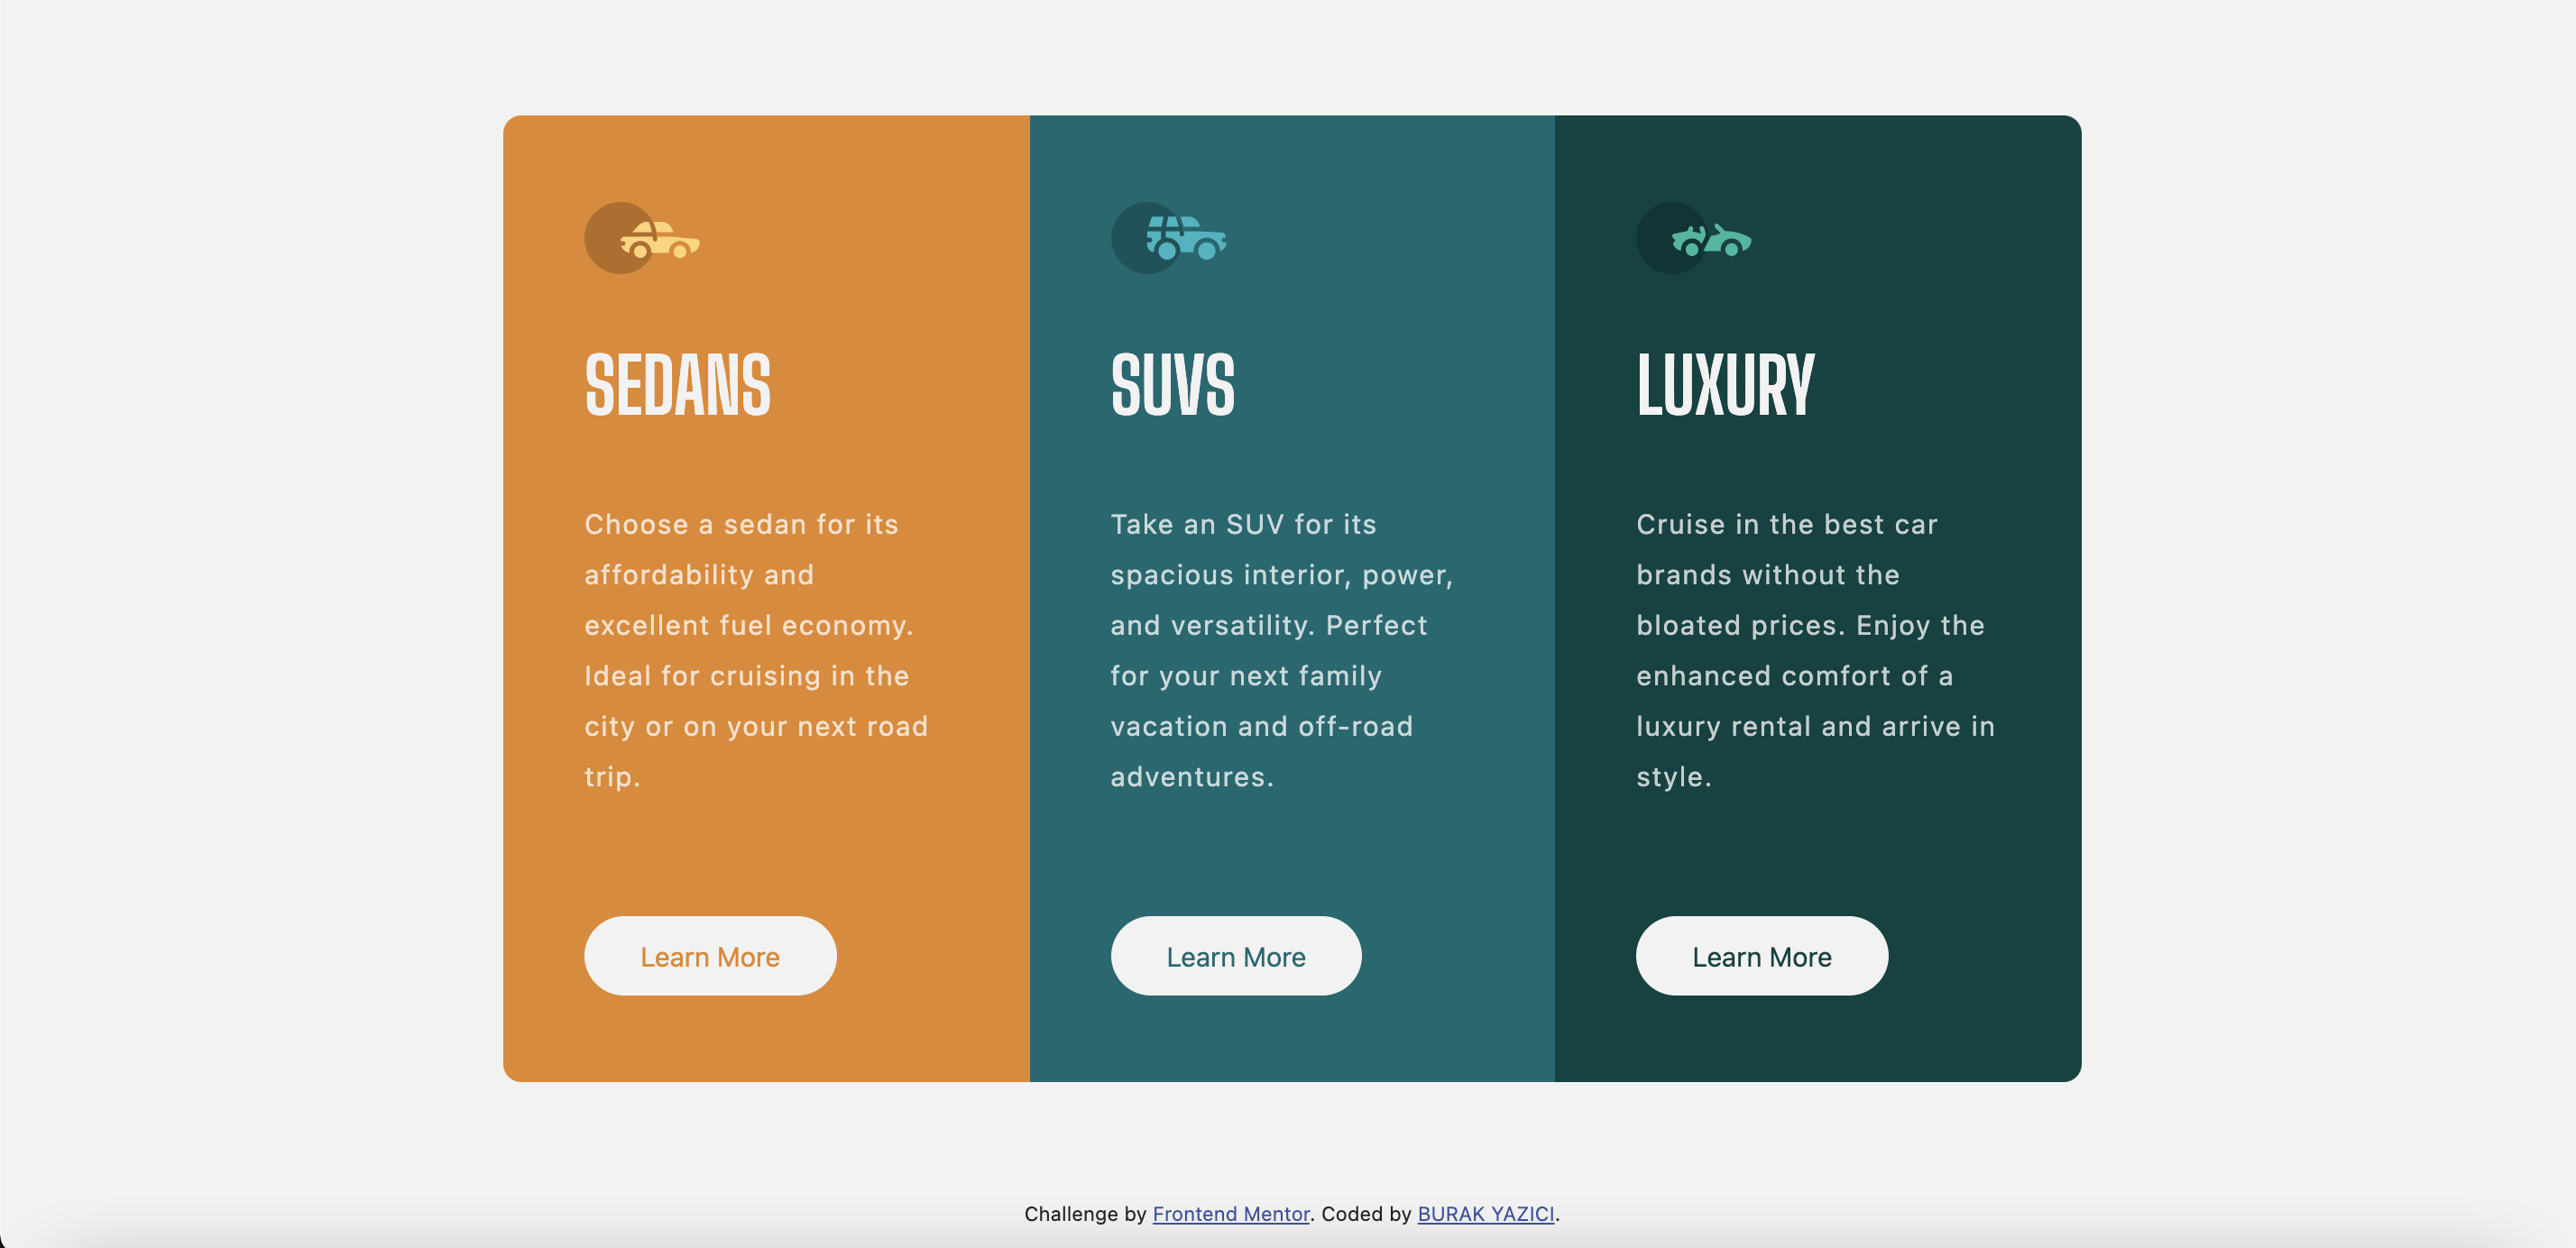 SEDANS
Choose a sedan for its
affordability and
excellent fuel economy.
Ideal for cruising in the
city or on your next road
trip.
Learn More
SUVS
Take an SUV for its
spacious interior, power,
and versatility. Perfect
for your next family
vacation and off-road
adventures.
Learn More
LUXURY
Cruise in the best car
brands without the
bloated prices. Enjoy the
enhanced comfort of a
luxury rental and arrive in
style.
Learn More
Challenge by Frontend Mentor. Coded by BURAK YAZICI.